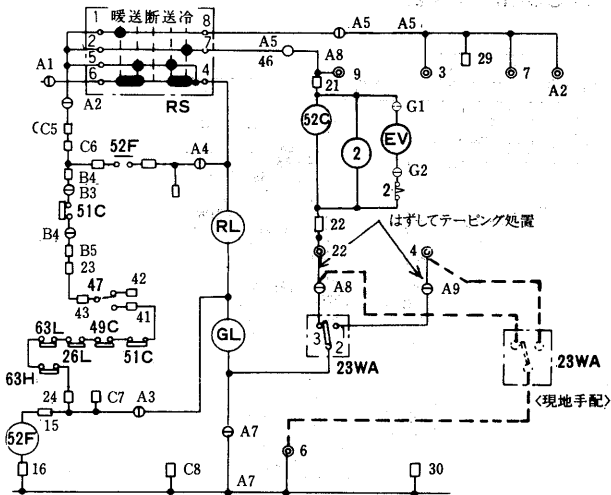 1 暖送断送冷 8
A5
A5
2
7
A5
46
A8
5
A1
6
4
9
21
3
29
7
A2
RS
A2
C5
52C
G1
2
EV
C6
52F
A4
G2
2
B4
B3
51C
RL
22
はずしてテーピング処置
B4
B5
22
4
23
A8
A9
47
42
43
41
GL
3
2
63L
49C
51C
26L
23WA
23WA
63H
〈現地手配〉
24
C7
A3
15
52F
A7
6
16
C8
A7
30